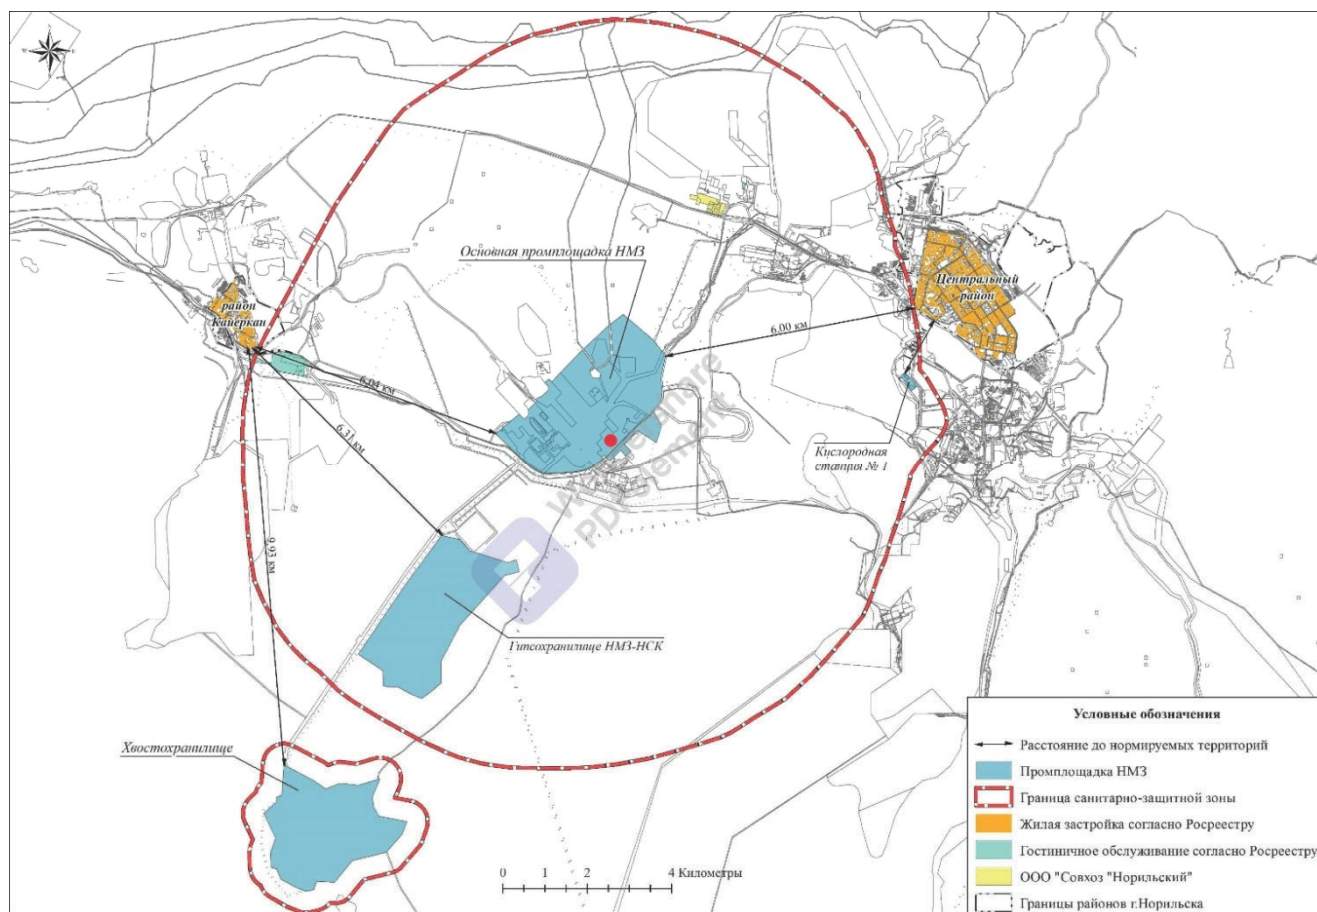 Основная промплощадка НМЗ
район
Кайеркан
Центральный
район
6,00 км
6,04 км
6,31 км
9,93 км
Кислородная
станция № 1
Гипсохранилище НМЗ-НСК
Хвостохранилище
Wondershare
PDFelement
0 1 2 4 Километры
Условные обозначения
Расстояние до нормируемых территорий
Промплощадка НМЗ
Граница санитарно-защитной зоны
Жилая застройка согласно Росреестру
Гостиничное обслуживание согласно Росреестру
ООО "Совхоз "Норильский"
Границы районов г.Норильска